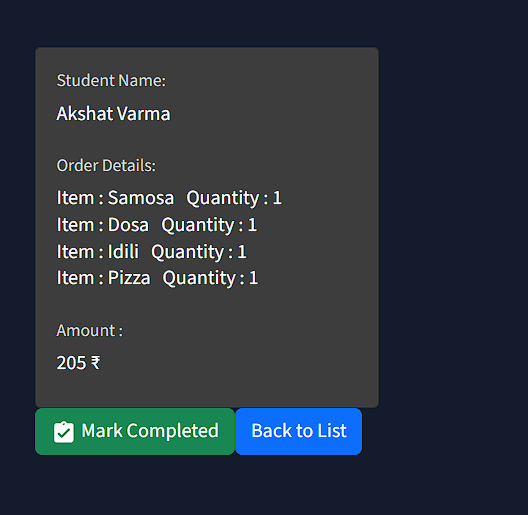 Student Name:
Akshat Varma
Order Details:
Item : Samosa Quantity : 1
Item : Dosa Quantity : 1
Item : Idili Quantity : 1
Item : Pizza Quantity : 1
Amount :
205 ₹
Mark Completed Back to List